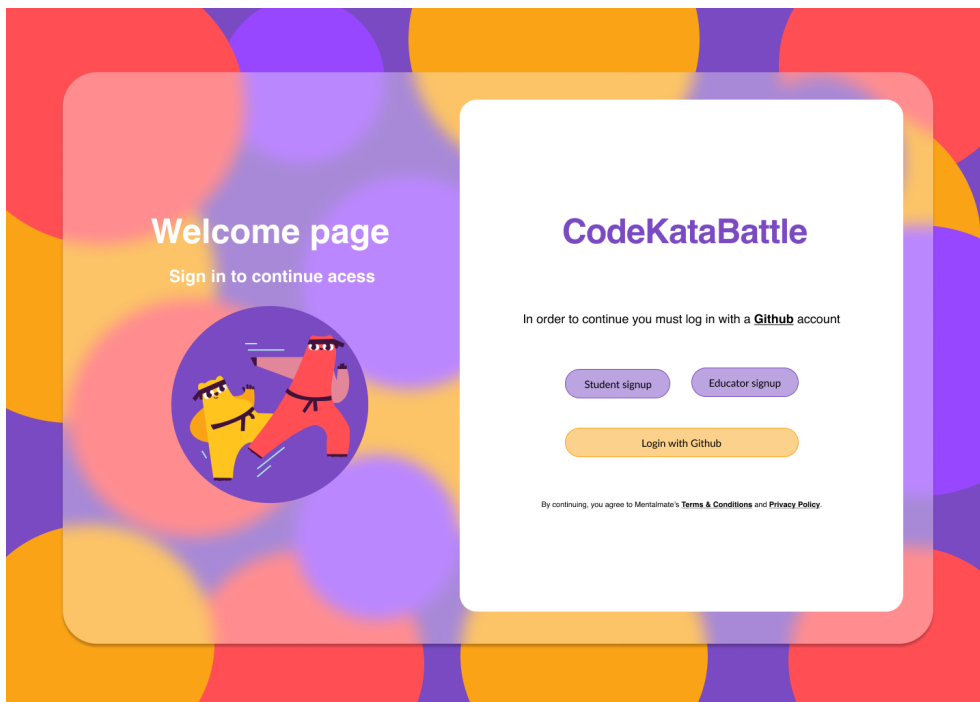 Welcome page
Sign in to continue acess
CodeKataBattle
In order to continue you must log in with a Github account
Student signup
Educator signup
Login with Github
By continuing, you agree to Mentalmate's Terms & Conditions and Privacy Policy.